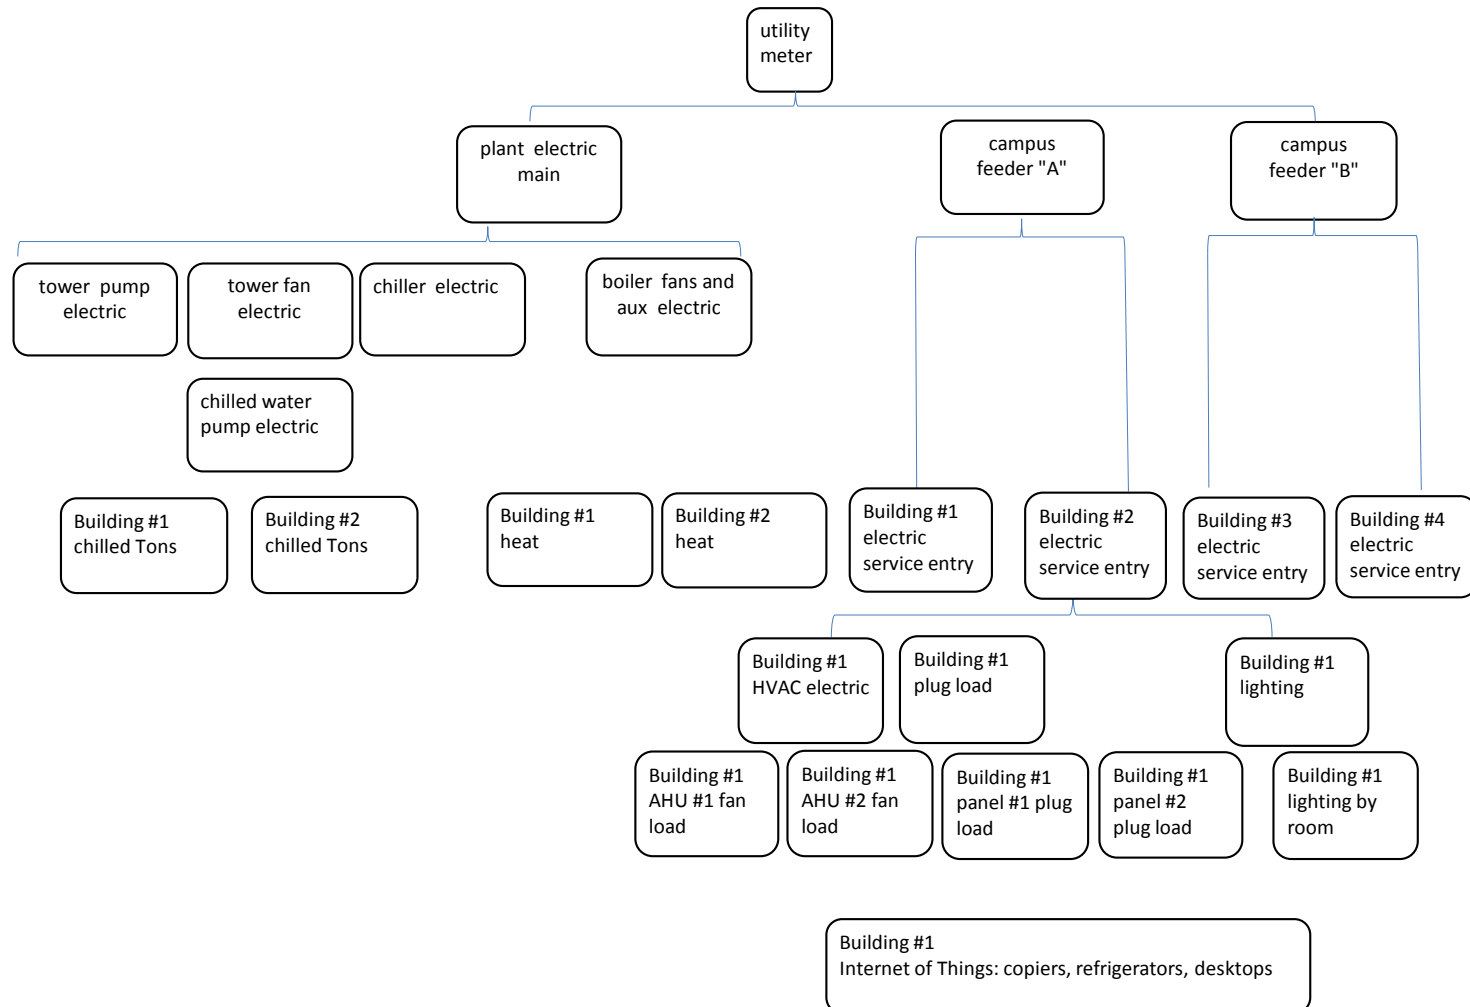 utility
meter
plant electric
main
campus
feeder "A"
campus
feeder "B"
tower pump
electric
tower fan
electric
chiller electric
boiler fans and
aux electric
chilled water
pump electric
Building #1
chilled Tons
Building #2
chilled Tons
Building #1
heat
Building #2
heat
Building #1
electric
service entry
Building #2
electric
service entry
Building #3
electric
service entry
Building #4
electric
service entry
Building #1
HVAC electric
Building #1
plug load
Building #1
lighting
Building #1
AHU #1 fan
load
Building #1
AHU #2 fan
load
Building #1
panel #1 plug
load
Building #1
panel #2
plug load
Building #1
lighting by
room
Building #1
Internet of Things: copiers, refrigerators, desktops